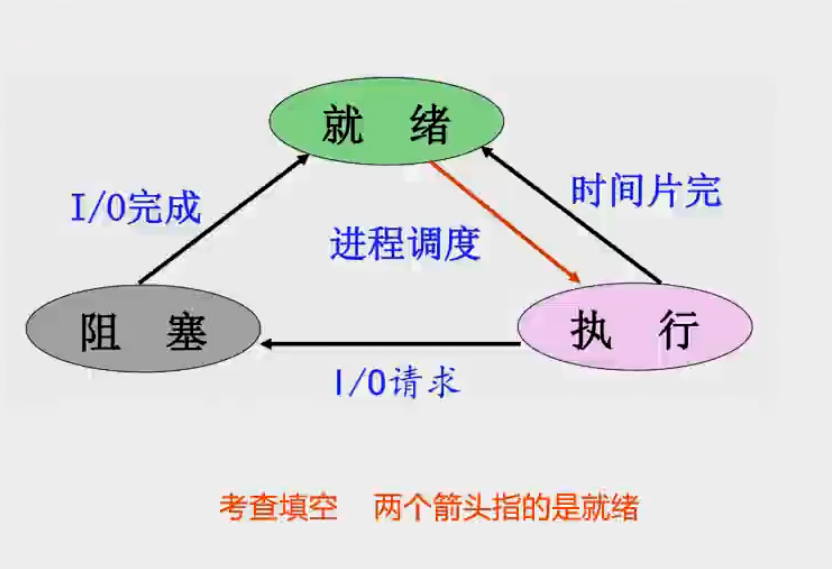 就 绪
I/O完成
时间片完
进程调度
阻 塞
执 行
I/O请求
考查填空 两个箭头指的是就绪